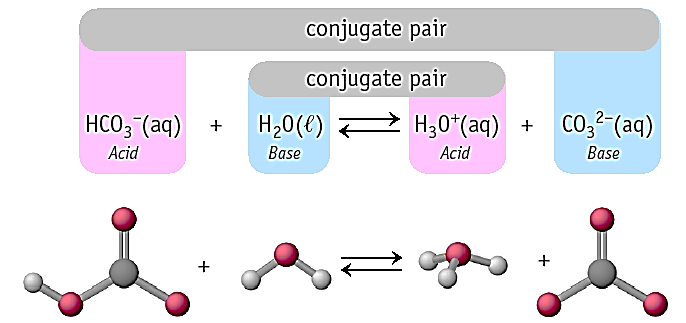 conjugate pair
conjugate pair
HCO₃⁻(aq) + H₂O(ℓ) ⇌ H₃O⁺(aq) + CO₃²⁻(aq)
Acid Base Acid Base
+ ⇌ +